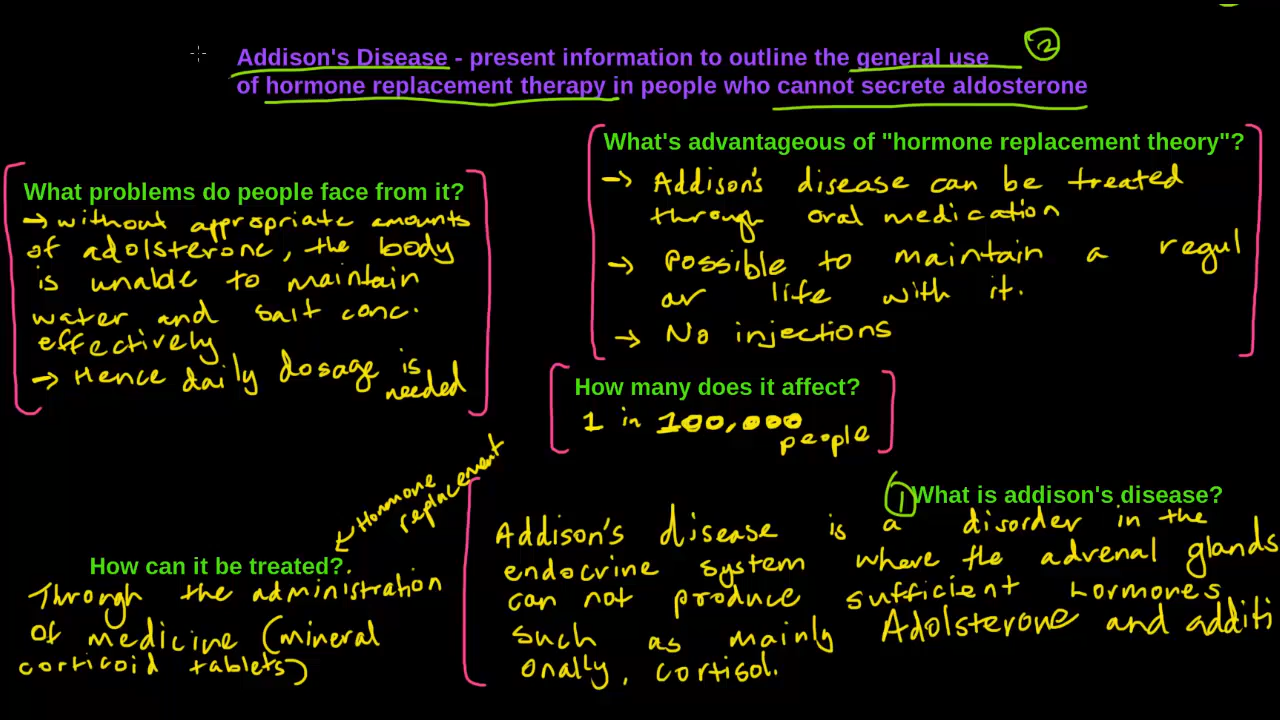 Addison's Disease - present information to outline the general use
2
of hormone replacement therapy in people who cannot secrete aldosterone
What problems do people face from it?
→ without appropriate amounts
of adolsterone, the body
is unable to maintain
water and salt conc.
effectively
→ Hence daily dosage is
needed
What's advantageous of "hormone replacement theory"?
→ Addison's disease can be treated
through oral medication
→ Possible to maintain a regul
ar life with it.
→ No injections
How many does it affect?
1 in 100,000
people
Hormone
replacement
How can it be treated?
Through the administration
of medicine (mineral
corticoid tablets)
1 What is addison's disease?
Addison's disease is a disorder in the
endocrine system where the adrenal glands
can not produce sufficient hormones
such as mainly Adolsterone and additi
onally, cortisol.